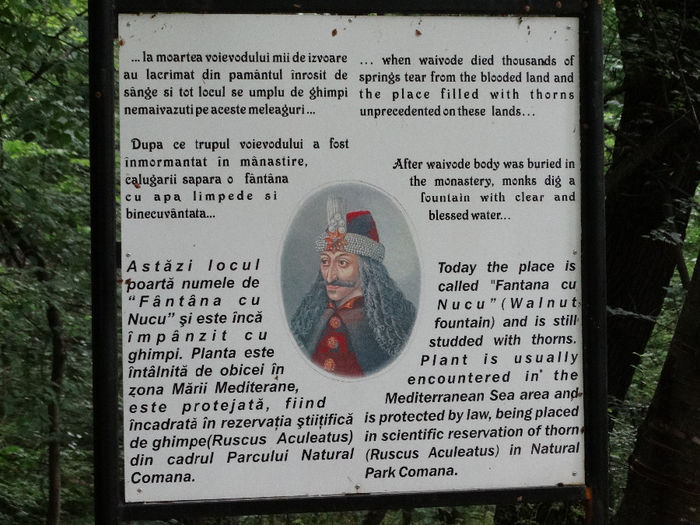 ...la moartea voievodului mii de izvoare
au lacrimat din pamântul înrosit de
sânge si tot locul se umplu de ghimpi
nemaivazuti pe aceste meleaguri...
Dupa ce trupul voievodului a fost
inmormantat în mânastire,
calugarii sapara o fântâna
cu apa limpede si
binecuvântata...
Astăzi locul
poartă numele de
"Fântâna cu
Nucu" şi este încă
împânzit cu
ghimpi. Planta este
întâlnită de obicei în
zona Mării Mediterane,
este protejată, fiind
încadrată in rezervaţia ştiiţifică
de ghimpe(Ruscus Aculeatus)
din cadrul Parcului Natural
Comana.
... when waivode died thousands of
springs tear from the blooded land and
the place filled with thorns
unprecedented on these lands...
After waivode body was buried in
the monastery, monks dig a
fountain with clear and
blessed water...
Today the place is
called "Fantana cu
Nucu" (Walnut
fountain) and is still
studded with thorns.
Plant is usually
encountered in the
Mediterranean Sea area and
is protected by law, being placed
in scientific reservation of thorn
(Ruscus Aculeatus) in Natural
Park Comana.